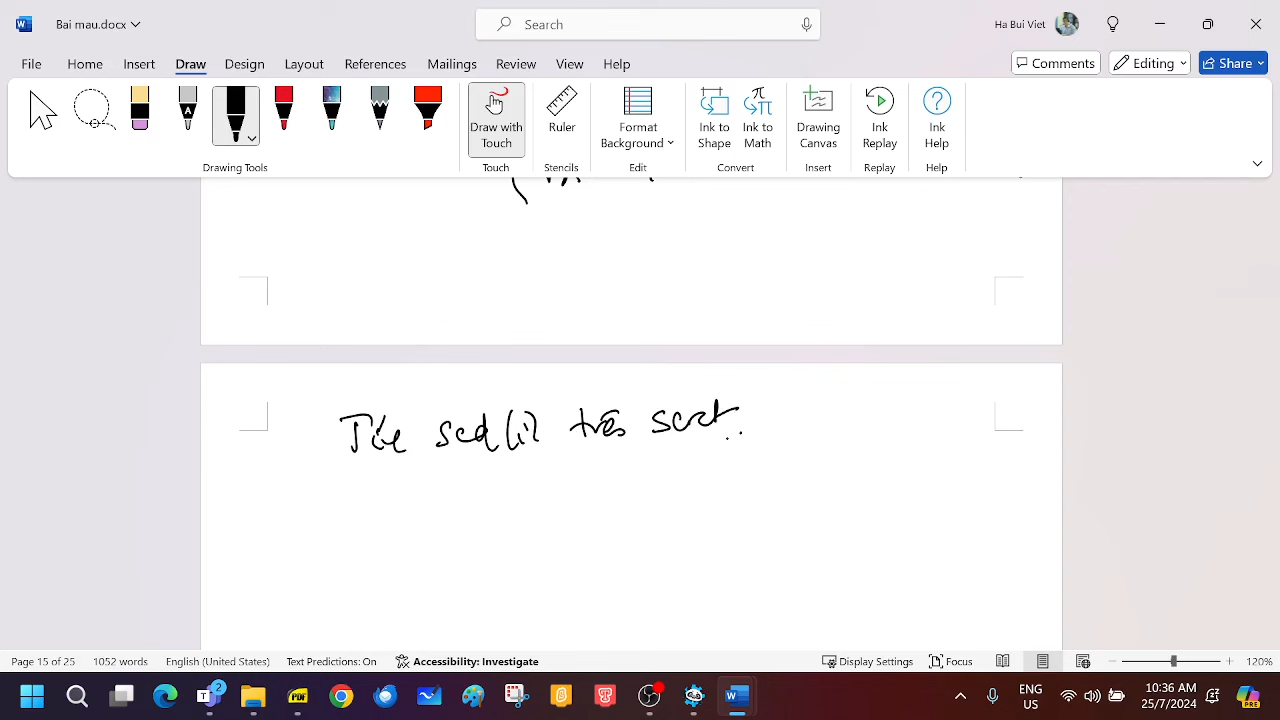 Bai mau.docx
Search
Ha Bui Viet
File Home Insert Draw Design Layout References Mailings Review View Help
Comments Editing Share
Draw with Touch
Ruler
Format Background
Ink to Shape
Ink to Math
Drawing Canvas
Ink Replay
Ink Help
Drawing Tools Touch Stencils Edit Convert Insert Replay Help
Page 15 of 25 1052 words English (United States) Text Predictions: On Accessibility: Investigate Display Settings Focus 120%
ENG US
10:36 AM
25/7/2024